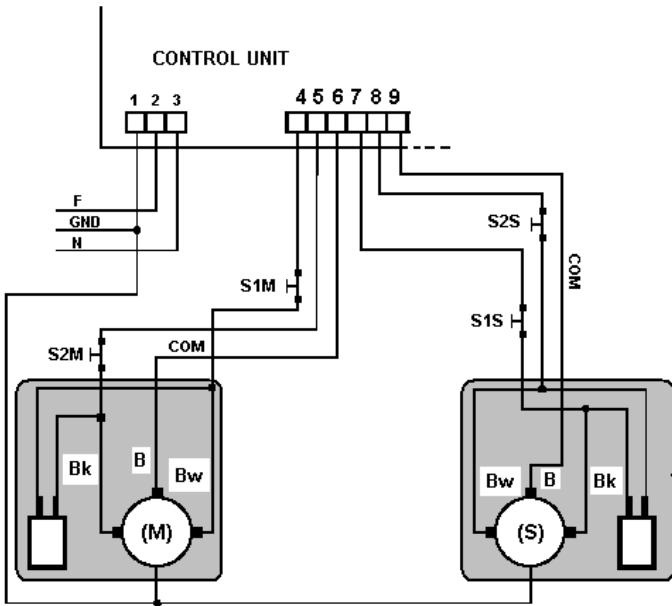 CONTROL UNIT
1 2 3
4 5 6 7 8 9
F
GND
N
S2S
S1M
COM
S1S
S2M
COM
Bk
B
Bw
Bw
B
Bk
(M)
(S)